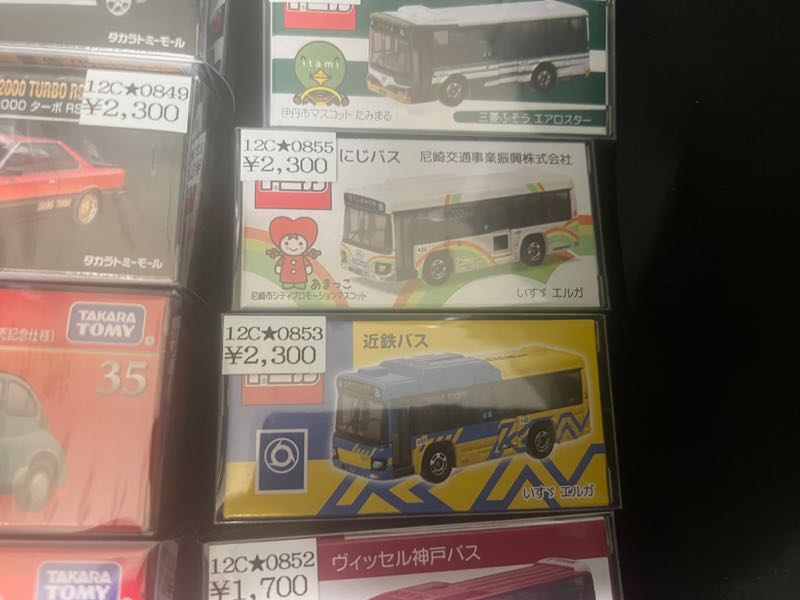 タカラトミーモール
2000 TURBO RS
000 ターボ RS
12C★0849
¥2,300
タカラトミーモール
TAKARA
TOMY
売記念仕様)
35
TAKARA
TOMY
itami
伊丹市マスコット たみまる
三菱ふそう エアロスター
12C★0855
¥2,300
にじバス 尼崎交通事業振興株式会社
あまっこ
尼崎市シティプロモーションマスコット
いすゞ エルガ
12C★0853
¥2,300
近鉄バス
いすゞ エルガ
12C★0852
¥1,700
ヴィッセル神戸バス